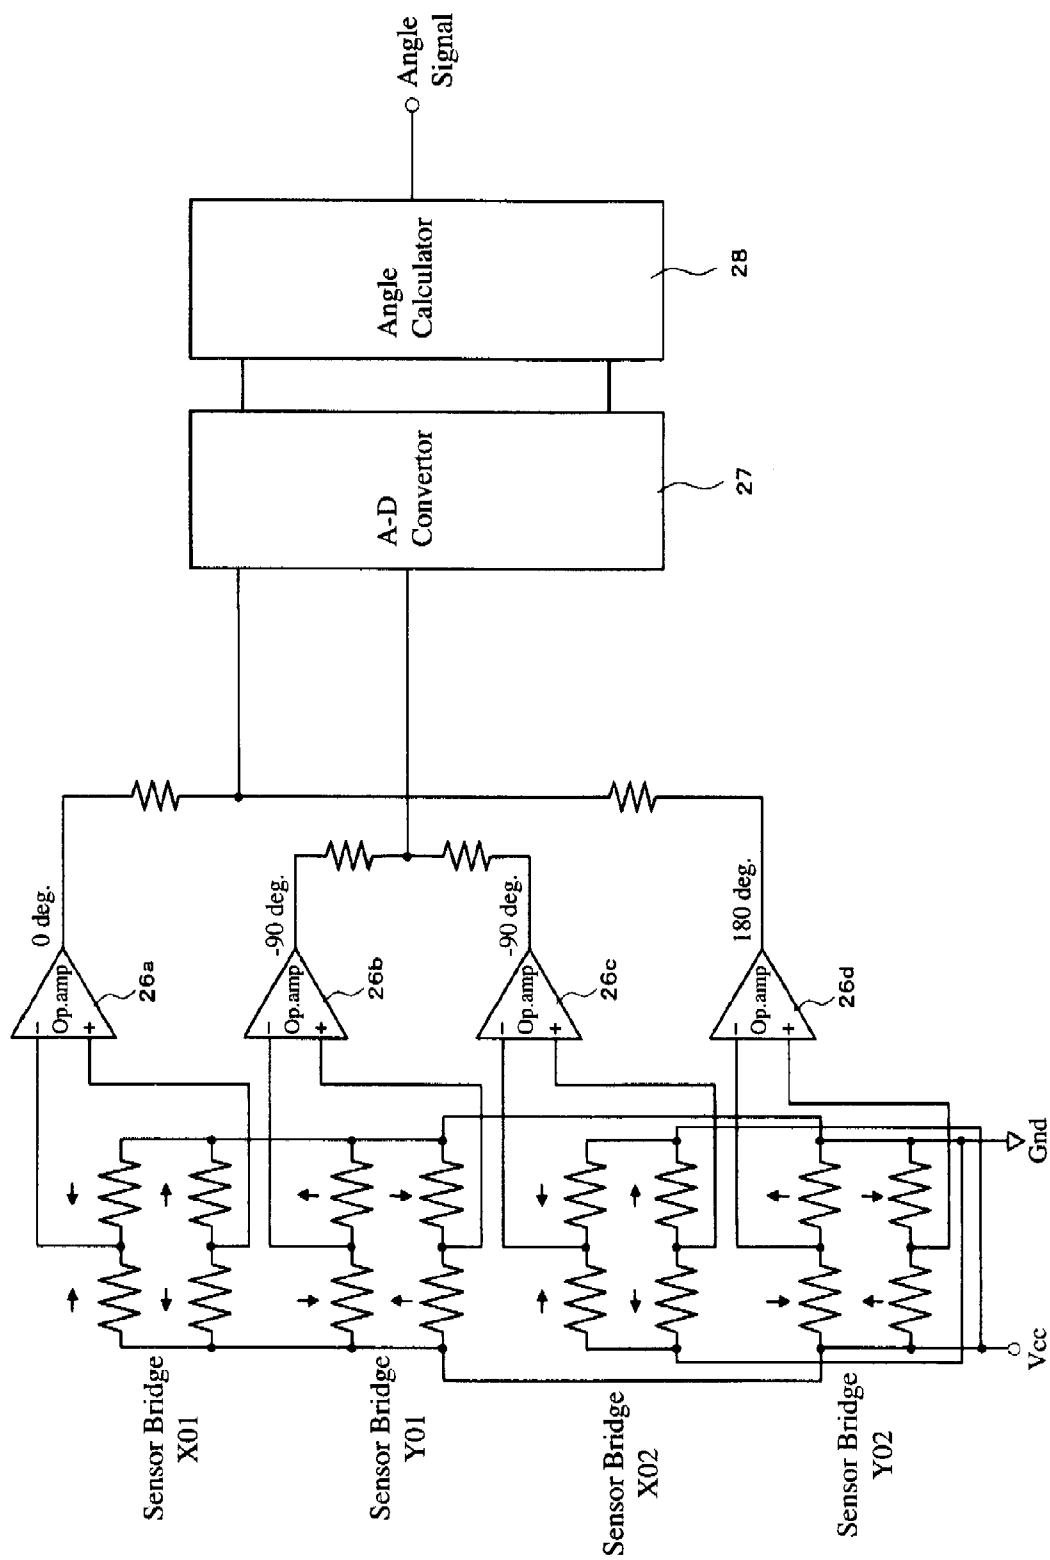 Sensor Bridge
X01
Sensor Bridge
Y01
Sensor Bridge
X02
Sensor Bridge
Y02
Vcc
Gnd
−
+
Op.amp
26a
0 deg.
−
+
Op.amp
26b
-90 deg.
−
+
Op.amp
26c
-90 deg.
−
+
Op.amp
26d
180 deg.
A-D
Convertor
27
Angle
Calculator
28
Angle
Signal